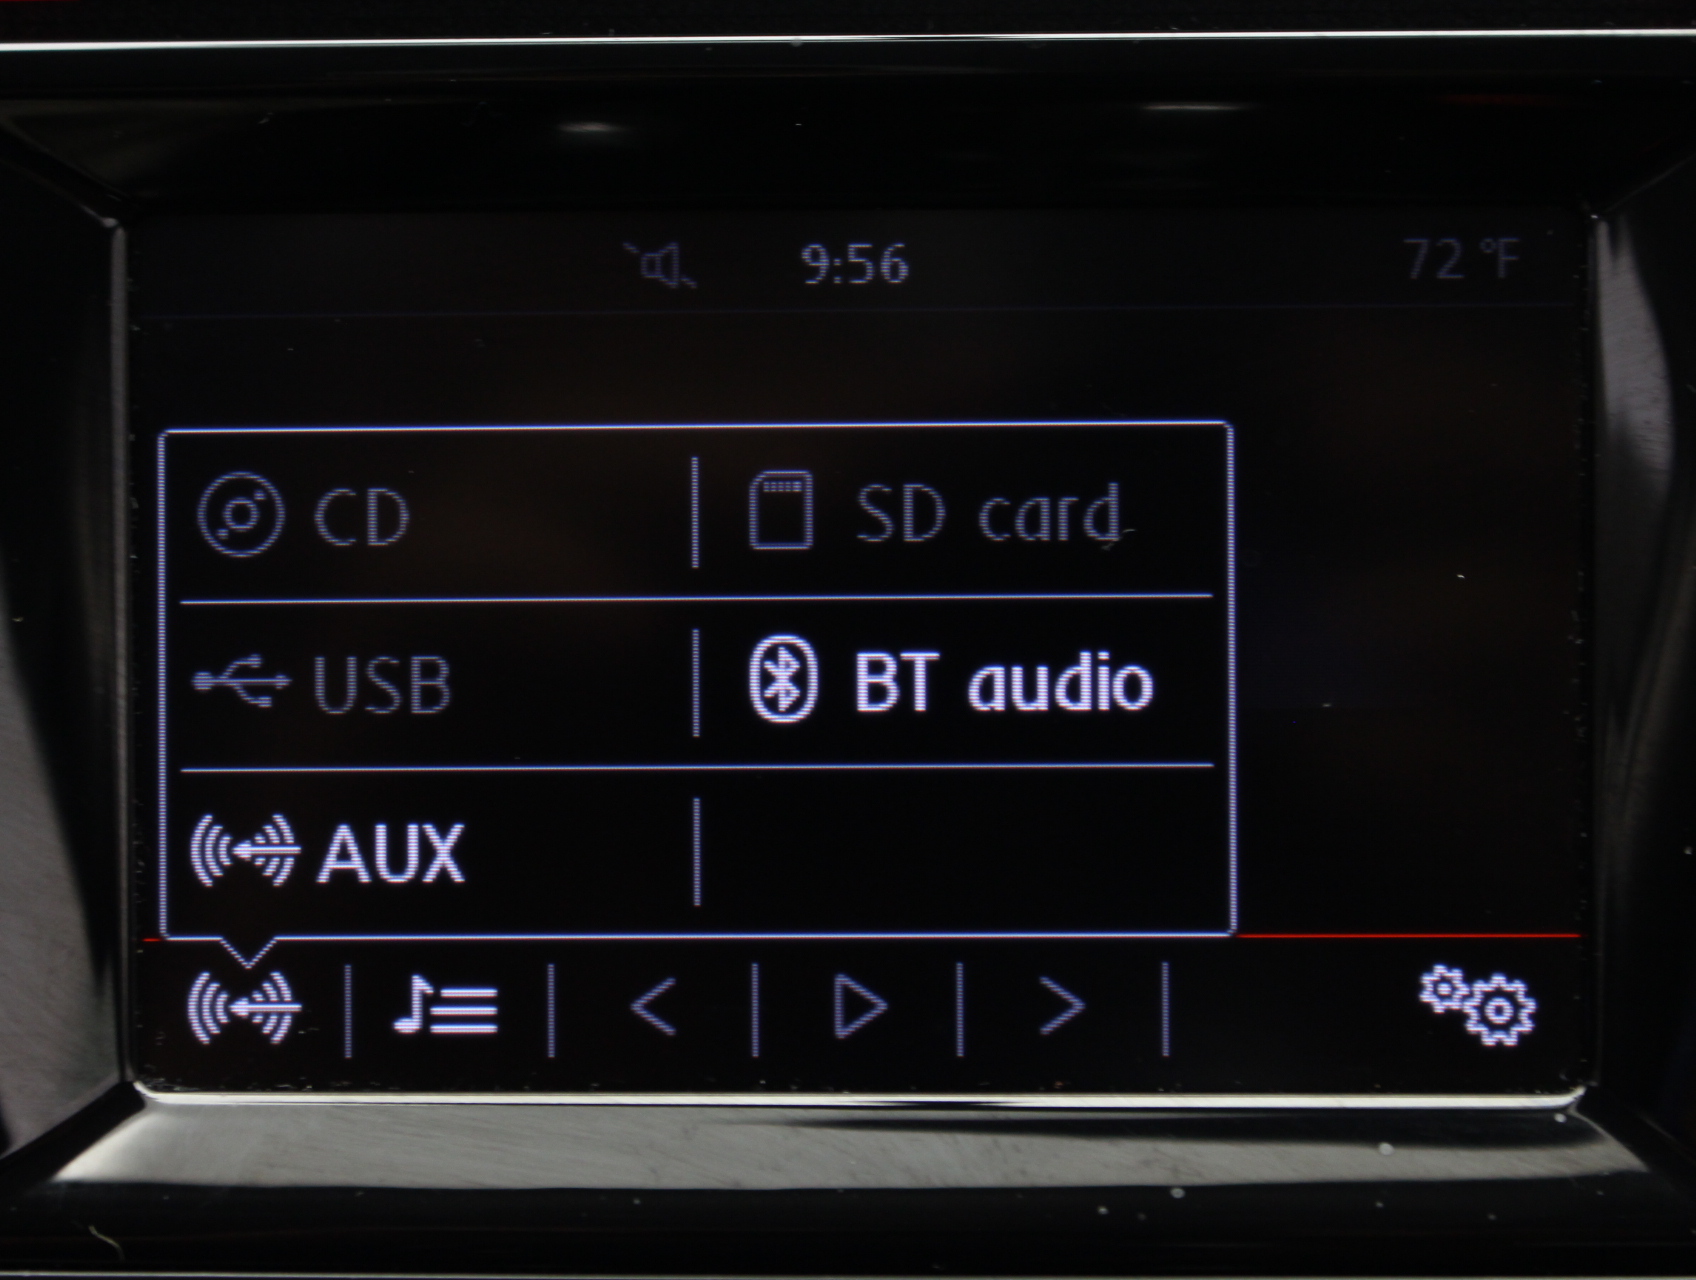 9:56 72 °F
CD SD card
USB BT audio
AUX